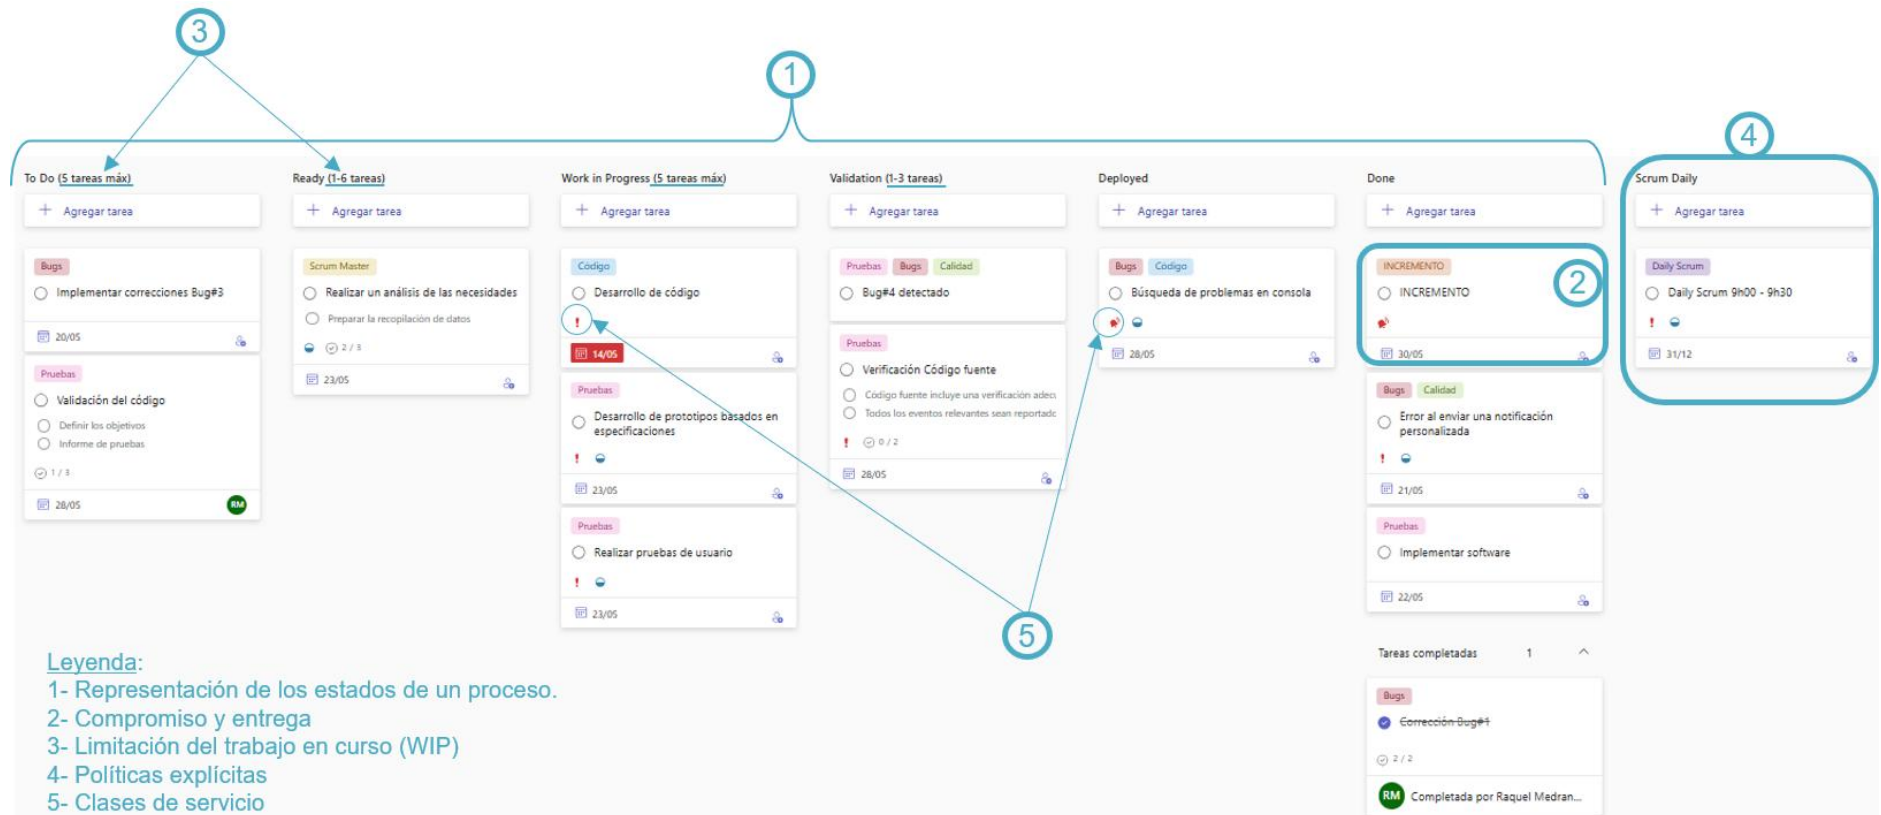 3
1
4
To Do (5 tareas máx)
Agregar tarea
Bugs
Implementar correcciones Bug#3
20/05
Pruebas
Validación del código
Definir los objetivos
Informe de pruebas
1 / 3
28/05
RM
Ready (1-6 tareas)
Agregar tarea
Scrum Master
Realizar un análisis de las necesidades
Preparar la recopilación de datos
2 / 3
23/05
Work in Progress (5 tareas máx)
Agregar tarea
Código
Desarrollo de código
14/05
Pruebas
Desarrollo de prototipos basados en
especificaciones
23/05
Pruebas
Realizar pruebas de usuario
23/05
Validation (1-3 tareas)
Agregar tarea
Pruebas Bugs Calidad
Bug#4 detectado
Pruebas
Verificación Código fuente
Código fuente incluye una verificación adecu
Todos los eventos relevantes sean reportado
0 / 2
28/05
5
Deployed
Agregar tarea
Bugs Código
Búsqueda de problemas en consola
28/05
Done
Agregar tarea
INCREMENTO
2
INCREMENTO
30/05
Bugs Calidad
Error al enviar una notificación
personalizada
21/05
Pruebas
Implementar software
22/05
Tareas completadas 1
Bugs
Corrección Bug#1
2 / 2
RM Completada por Raquel Medran...
Scrum Daily
Agregar tarea
Daily Scrum
Daily Scrum 9h00 - 9h30
31/12
Leyenda:
1- Representación de los estados de un proceso.
2- Compromiso y entrega
3- Limitación del trabajo en curso (WIP)
4- Políticas explícitas
5- Clases de servicio